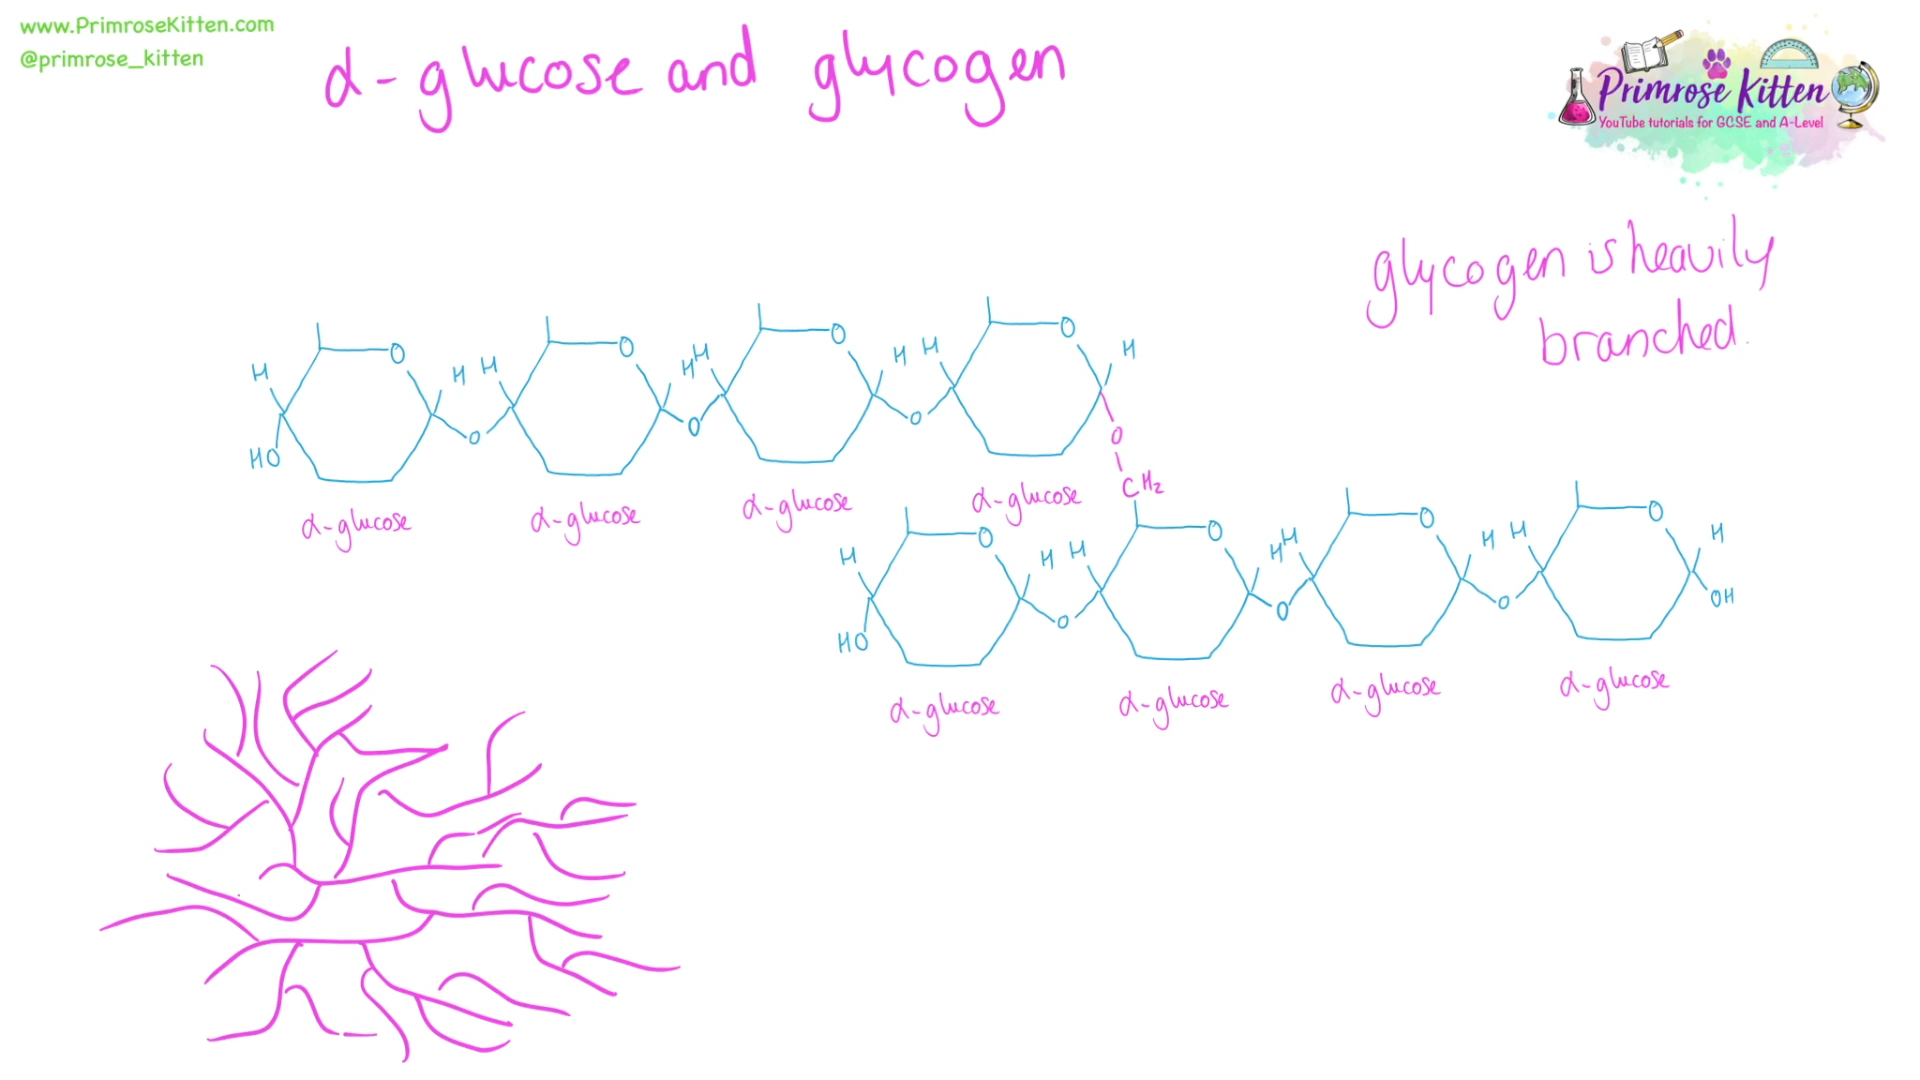 www.PrimroseKitten.com
@primrose_kitten
α-glucose and glycogen
Primrose Kitten
YouTube tutorials for GCSE and A-Level
glycogen is heavily
branched.
O O O O
H H H H H H H H
O O O O
HO
CH₂
α-glucose α-glucose α-glucose α-glucose
O O O O
H H H H H H H H
O O O OH
HO
α-glucose α-glucose α-glucose α-glucose